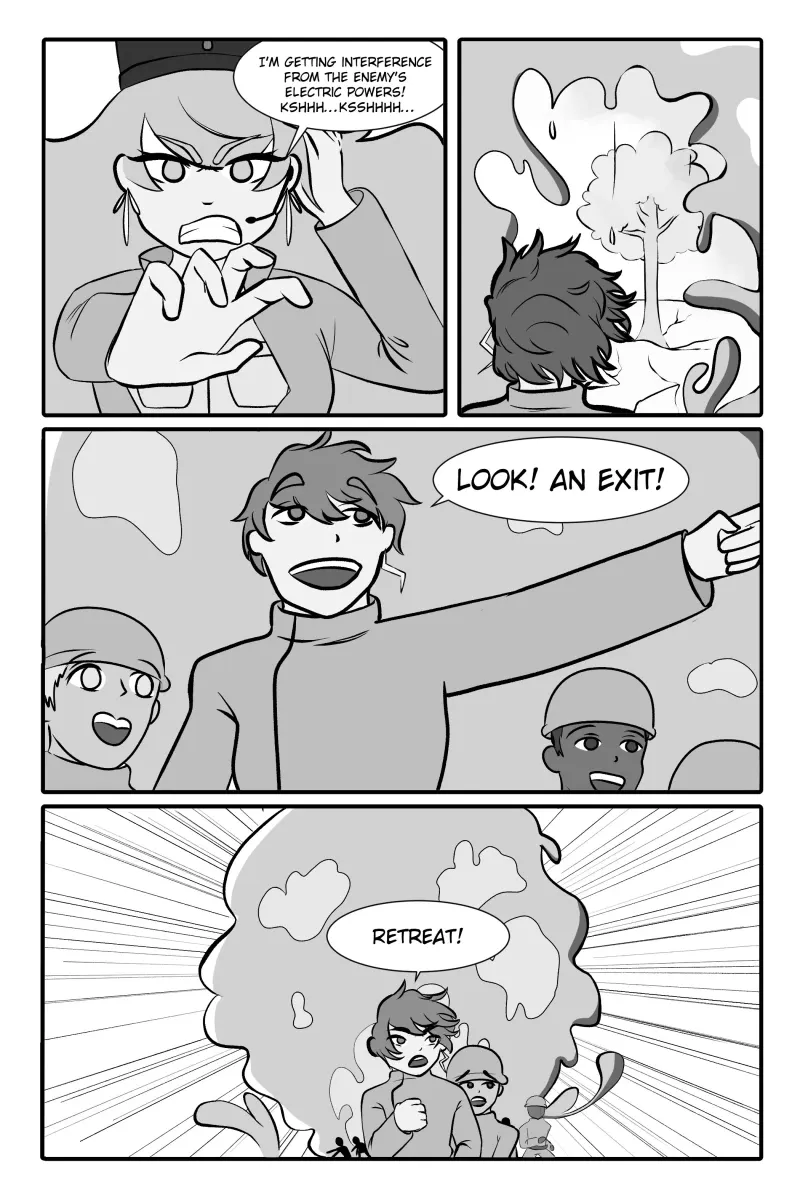 I'M GETTING INTERFERENCE
FROM THE ENEMY'S
ELECTRIC POWERS!
KSHHH...KSSHHHH...
LOOK! AN EXIT!
RETREAT!